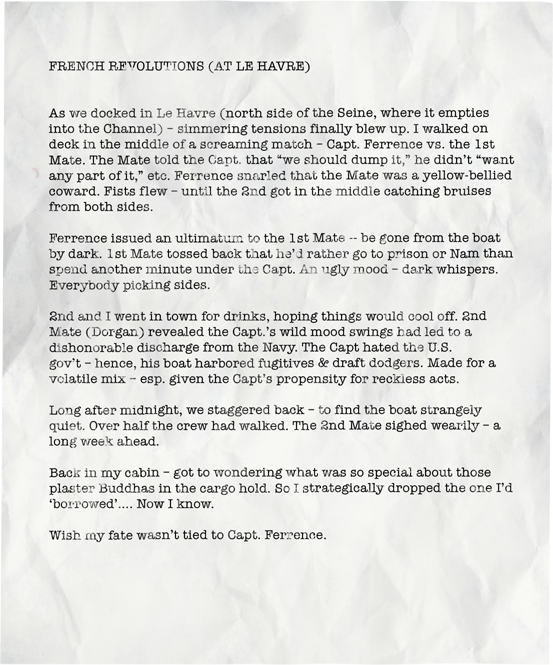 FRENCH REVOLUTIONS (AT LE HAVRE)
As we docked in Le Havre (north side of the Seine, where it empties
into the Channel) – simmering tensions finally blew up. I walked on
deck in the middle of a screaming match – Capt. Ferrence vs. the 1st
Mate. The Mate told the Capt. that “we should dump it,” he didn’t “want
any part of it,” etc. Ferrence snarled that the Mate was a yellow-bellied
coward. Fists flew – until the 2nd got in the middle catching bruises
from both sides.
Ferrence issued an ultimatum to the 1st Mate -- be gone from the boat
by dark. 1st Mate tossed back that he’d rather go to prison or Nam than
spend another minute under the Capt. An ugly mood – dark whispers.
Everybody picking sides.
2nd and I went in town for drinks, hoping things would cool off. 2nd
Mate (Dorgan) revealed the Capt.’s wild mood swings had led to a
dishonorable discharge from the Navy. The Capt hated the U.S.
gov’t – hence, his boat harbored fugitives & draft dodgers. Made for a
volatile mix – esp. given the Capt’s propensity for reckless acts.
Long after midnight, we staggered back – to find the boat strangely
quiet. Over half the crew had walked. The 2nd Mate sighed wearily – a
long week ahead.
Back in my cabin – got to wondering what was so special about those
plaster Buddhas in the cargo hold. So I strategically dropped the one I’d
‘borrowed’.... Now I know.
Wish my fate wasn’t tied to Capt. Ferrence.